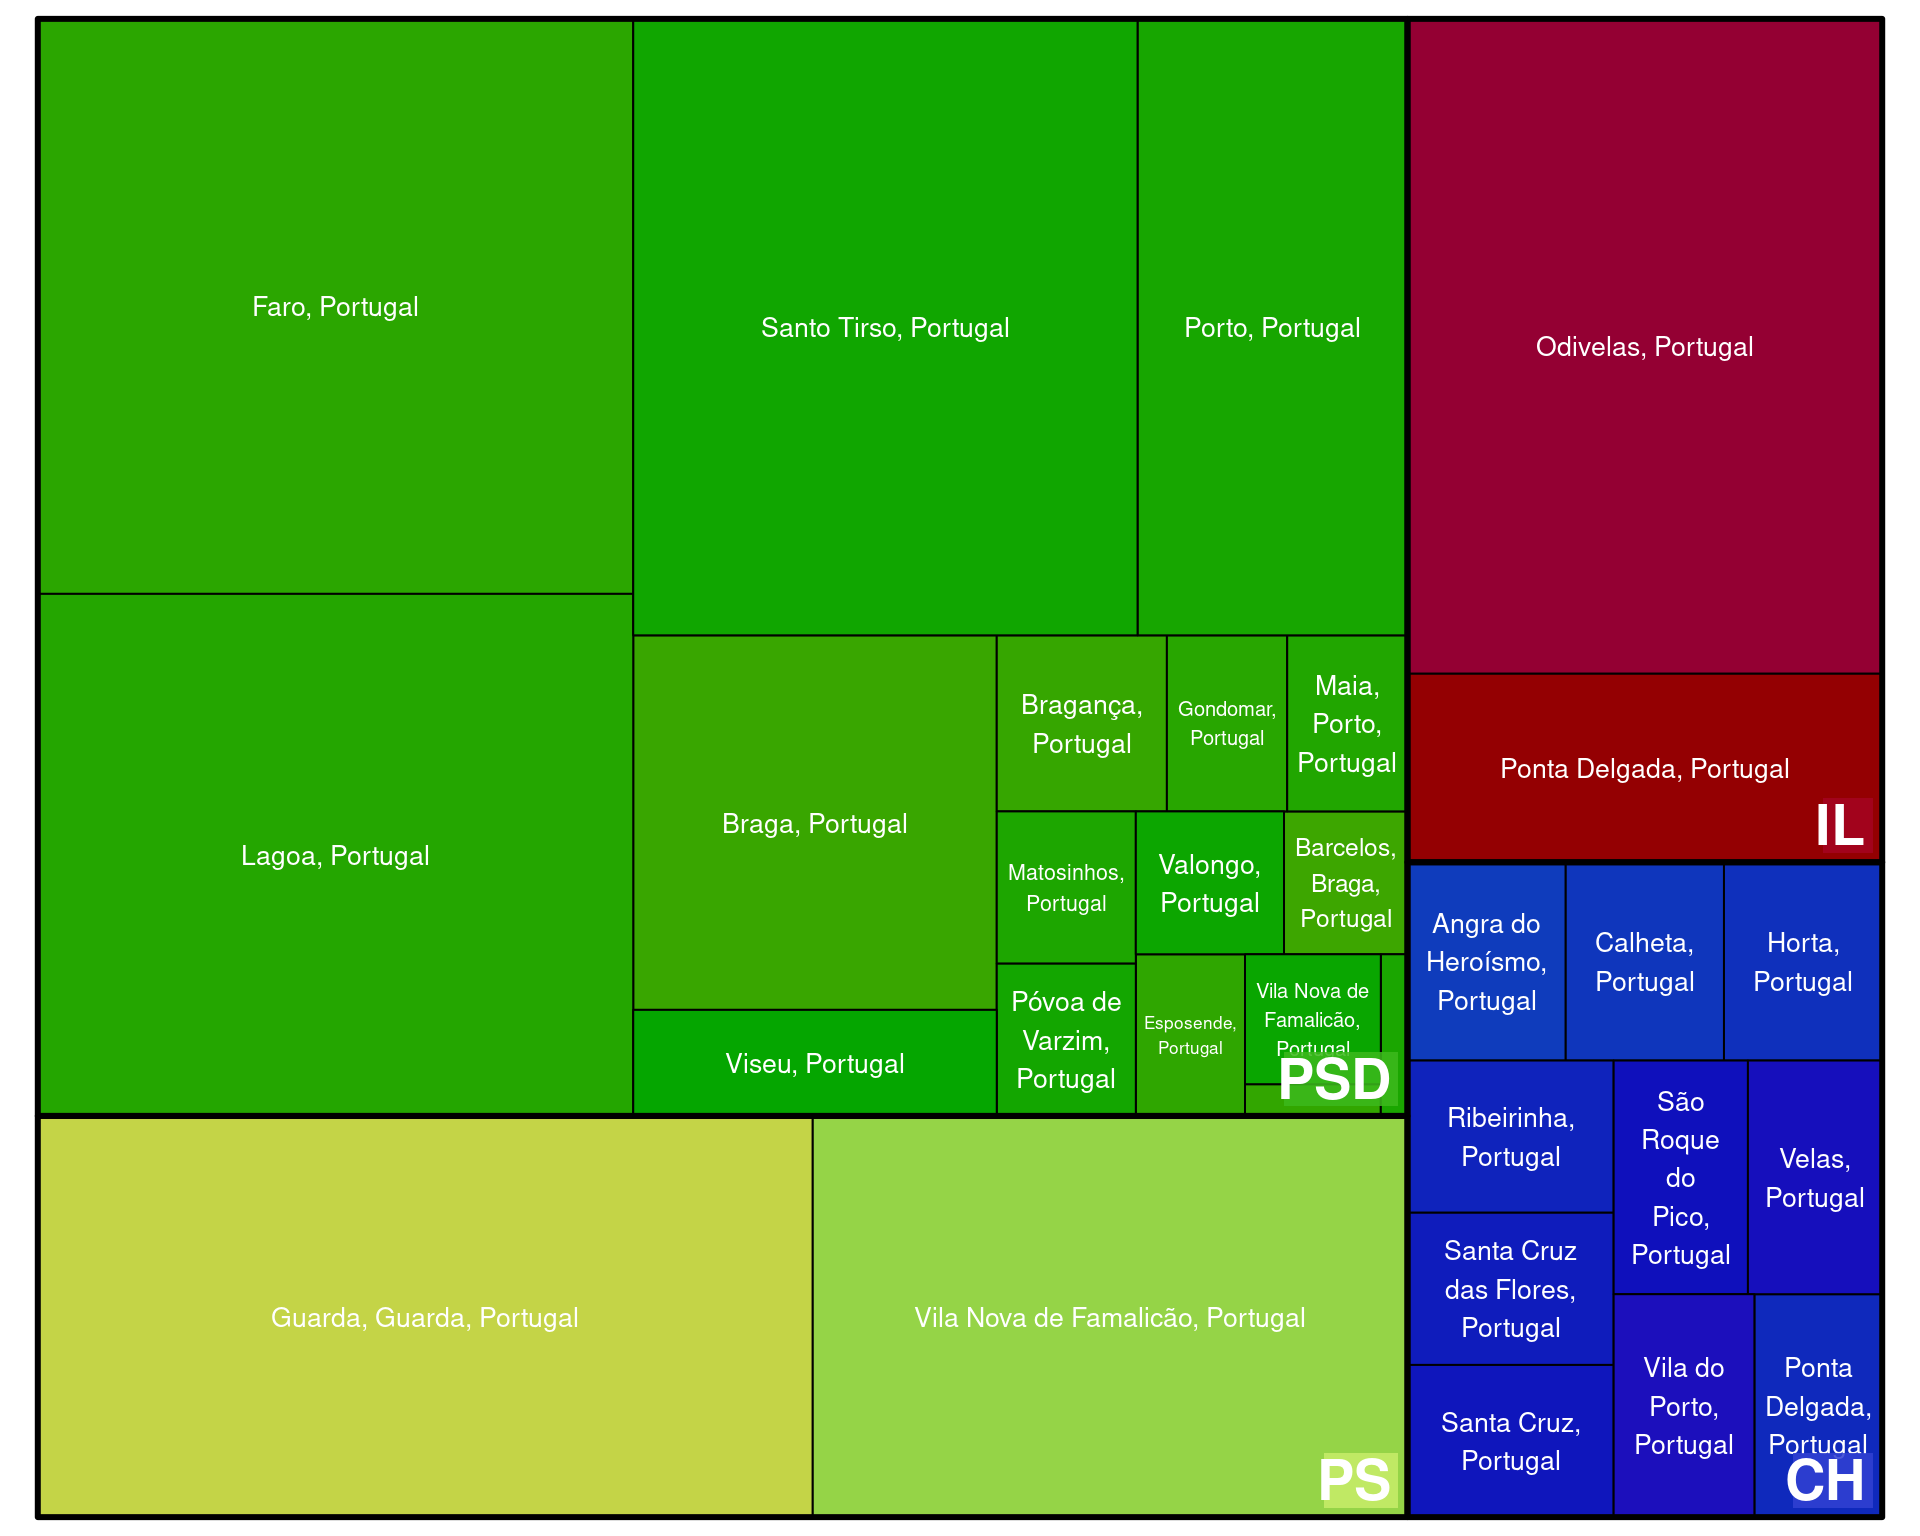 Faro, Portugal
Santo Tirso, Portugal
Porto, Portugal
Odivelas, Portugal
Lagoa, Portugal
Braga, Portugal
Bragança,
Portugal
Gondomar,
Portugal
Maia,
Porto,
Portugal
Ponta Delgada, Portugal
IL
Matosinhos,
Portugal
Valongo,
Portugal
Barcelos,
Braga,
Portugal
Viseu, Portugal
Póvoa de
Varzim,
Portugal
Esposende,
Portugal
Vila Nova de
Famalicão,
Portugal
PSD
Angra do
Heroísmo,
Portugal
Calheta,
Portugal
Horta,
Portugal
Ribeirinha,
Portugal
São
Roque
do
Pico,
Portugal
Velas,
Portugal
Santa Cruz
das Flores,
Portugal
Santa Cruz,
Portugal
Vila do
Porto,
Portugal
Ponta
Delgada,
Portugal
CH
Guarda, Guarda, Portugal
Vila Nova de Famalicão, Portugal
PS